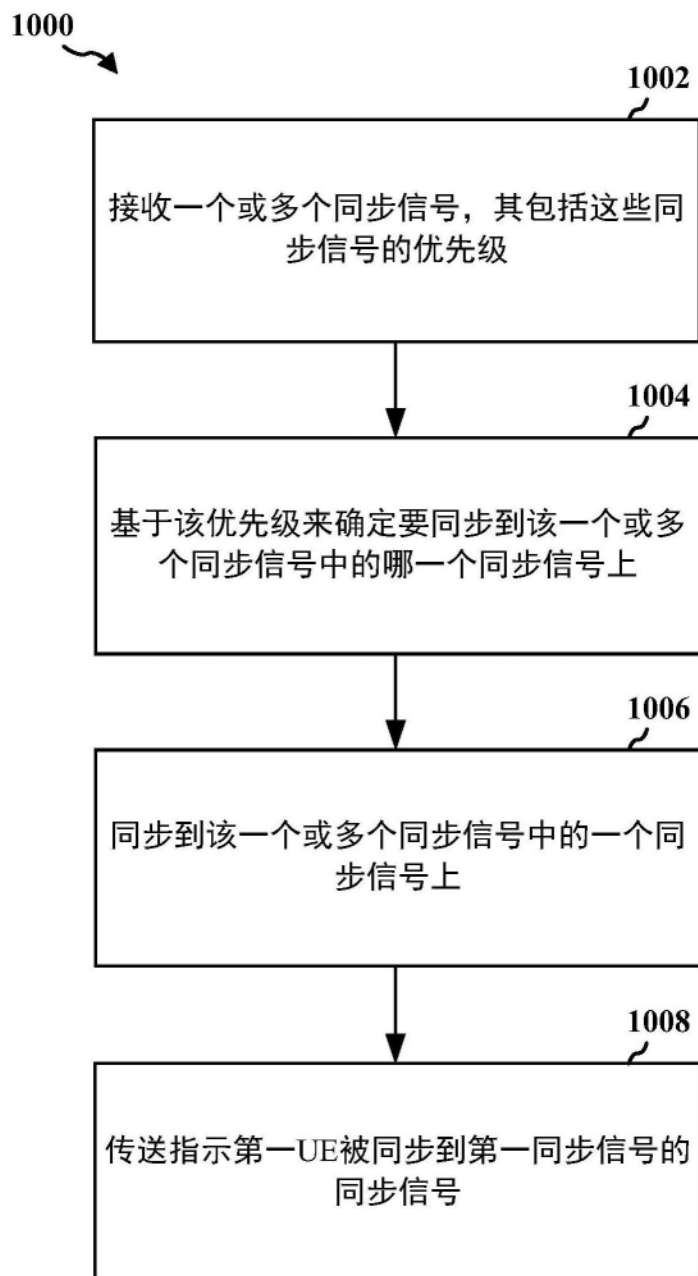 1000
1002
接收一个或多个同步信号，其包括这些同
步信号的优先级
1004
基于该优先级来确定要同步到该一个或多
个同步信号中的哪一个同步信号上
1006
同步到该一个或多个同步信号中的一个同
步信号上
1008
传送指示第一UE被同步到第一同步信号的
同步信号